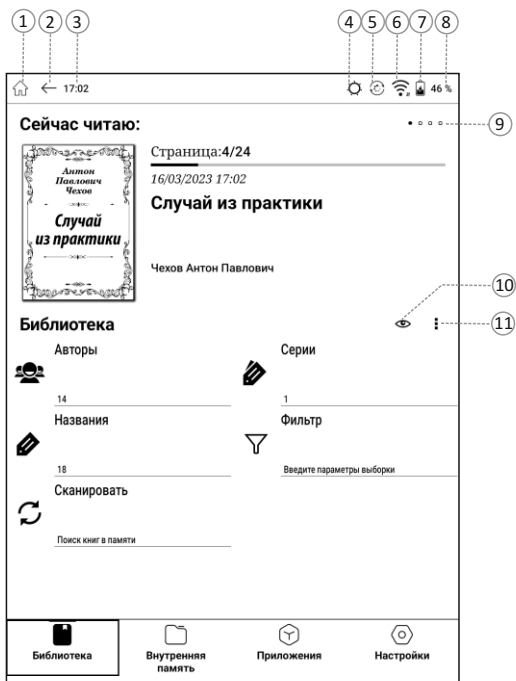 1 2 3 4 5 6 7 8
17:02 46 %
Сейчас читаю:
9
Антон
Павлович
Чехов
Случай
из практики
Страница:4/24
16/03/2023 17:02
Случай из практики
Чехов Антон Павлович
10
Библиотека
11
Авторы
14
Серии
1
Названия
18
Фильтр
Введите параметры выборки
Сканировать
Поиск книг в памяти
Библиотека
Внутренняя
память
Приложения
Настройки